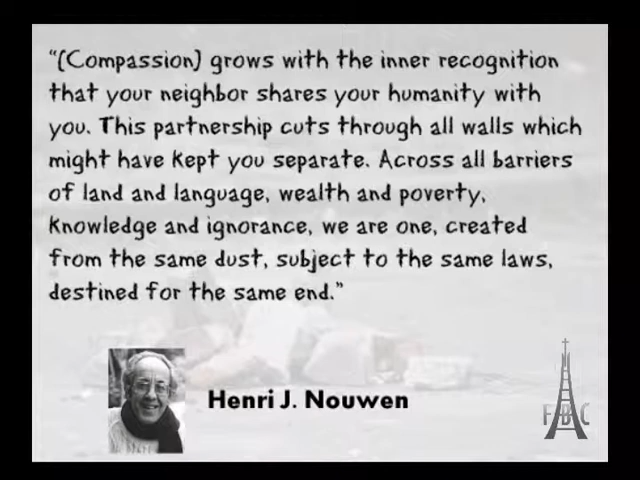 “(Compassion) grows with the inner recognition
that your neighbor shares your humanity with
you. This partnership cuts through all walls which
might have kept you separate. Across all barriers
of land and language, wealth and poverty,
knowledge and ignorance, we are one, created
from the same dust, subject to the same laws,
destined for the same end.”
Henri J. Nouwen
FBC